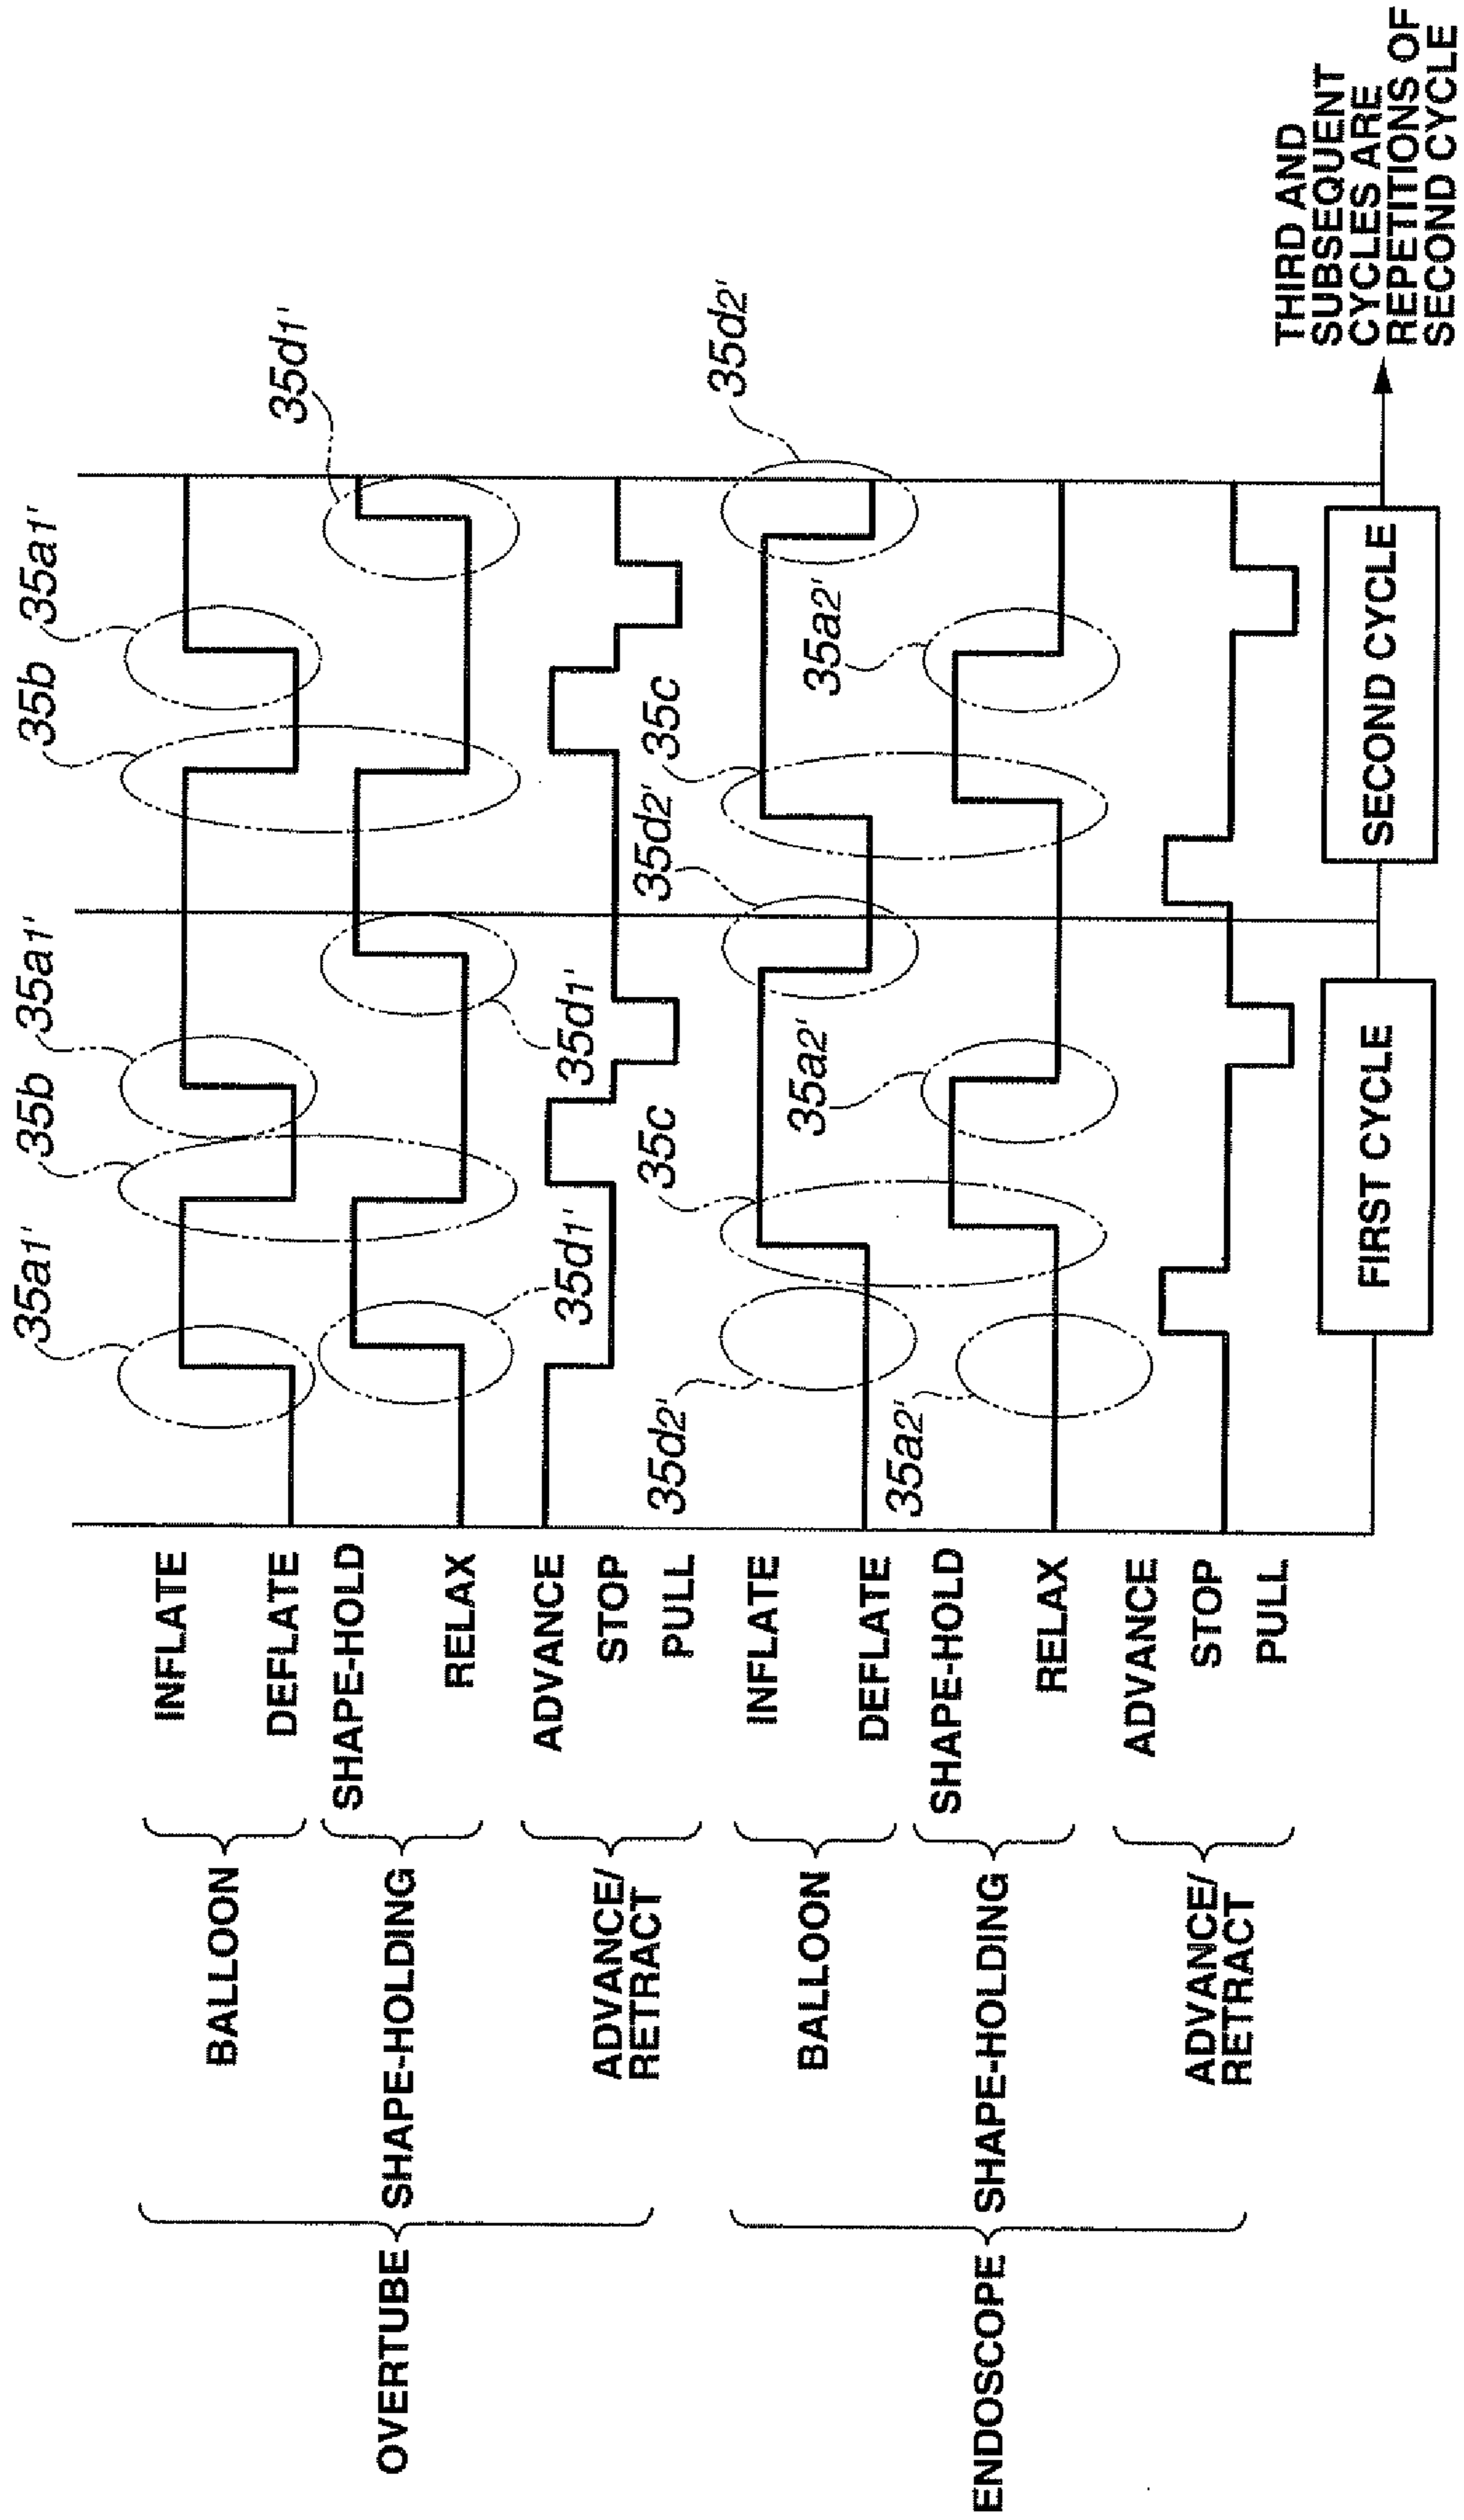 OVERTUBE
BALLOON
INFLATE
DEFLATE
SHAPE-HOLDING
SHAPE-HOLD
RELAX
ADVANCE/
RETRACT
ADVANCE
STOP
PULL
ENDOSCOPE
BALLOON
INFLATE
DEFLATE
SHAPE-HOLDING
SHAPE-HOLD
RELAX
ADVANCE/
RETRACT
ADVANCE
STOP
PULL
35a1'
35b
35a1'
35b
35a1'
35d1'
35d1'
35d1'
35d2'
35c
35d2'
35c
35d2'
35a2'
35a2'
35a2'
FIRST CYCLE
SECOND CYCLE
THIRD AND
SUBSEQUENT
CYCLES ARE
REPETITIONS OF
SECOND CYCLE